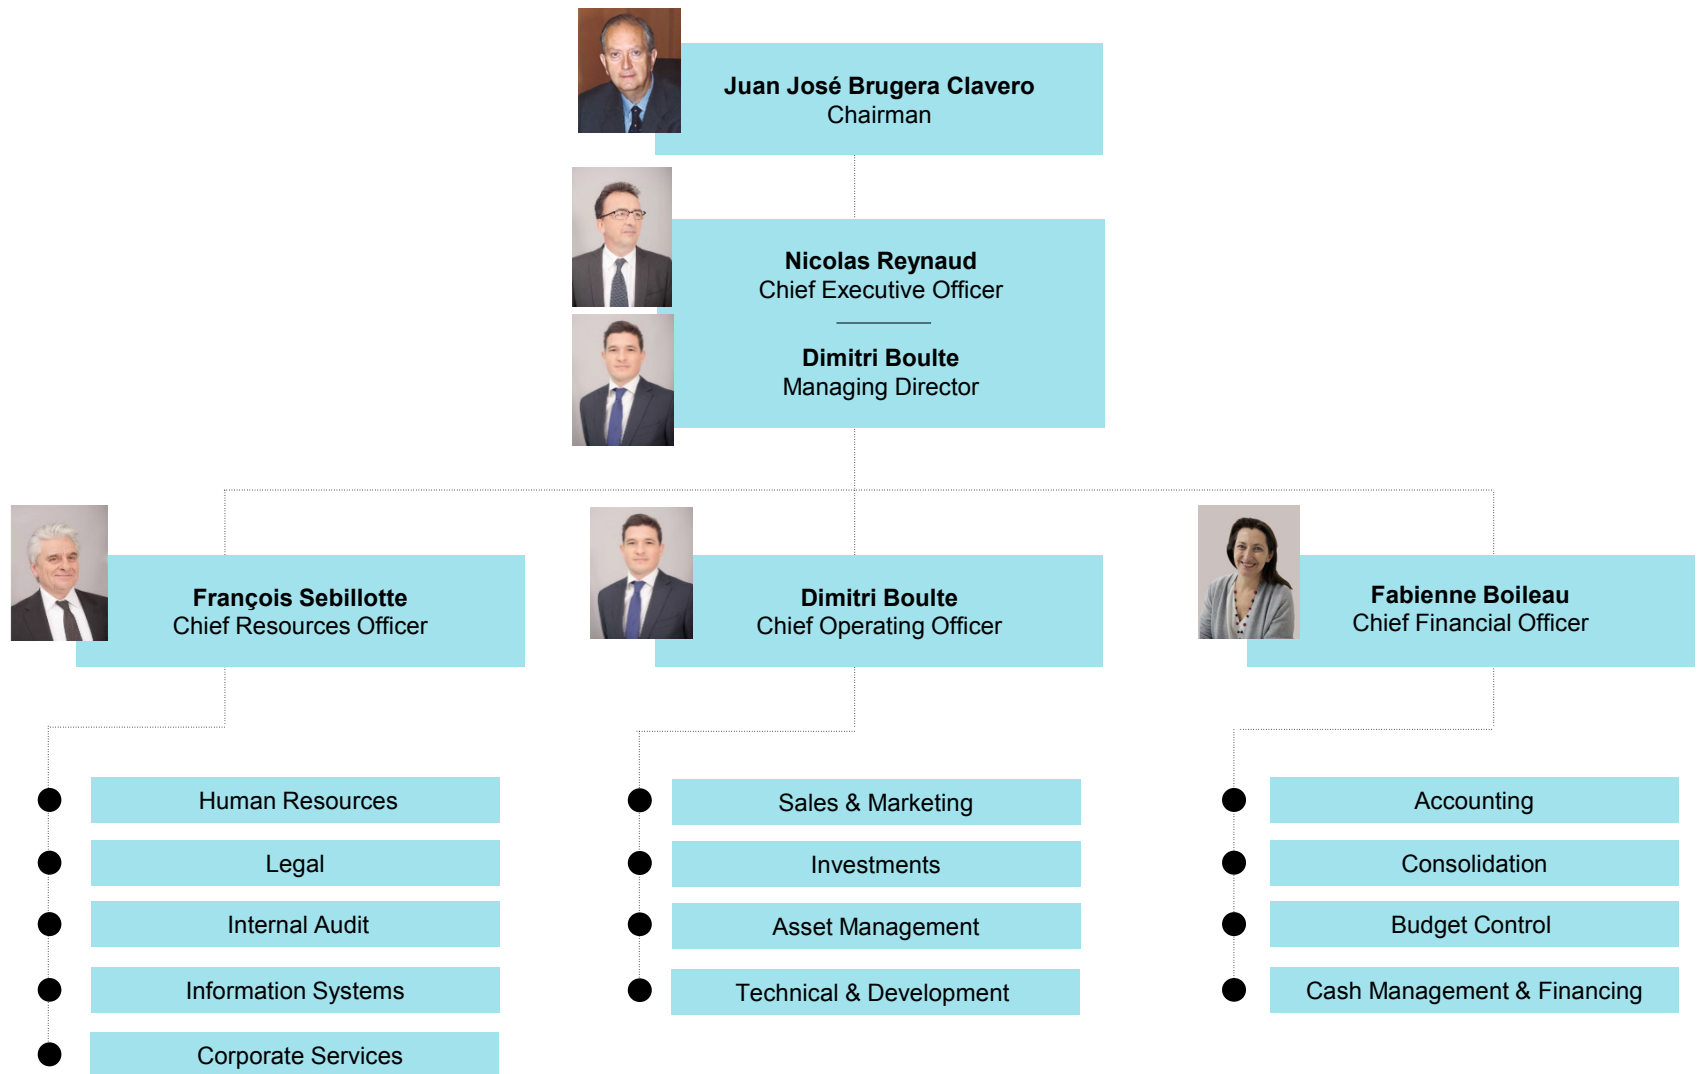 Juan José Brugera Clavero
Chairman
Nicolas Reynaud
Chief Executive Officer
Dimitri Boulte
Managing Director
François Sebillotte
Chief Resources Officer
Dimitri Boulte
Chief Operating Officer
Fabienne Boileau
Chief Financial Officer
Human Resources
Legal
Internal Audit
Information Systems
Corporate Services
Sales & Marketing
Investments
Asset Management
Technical & Development
Accounting
Consolidation
Budget Control
Cash Management & Financing